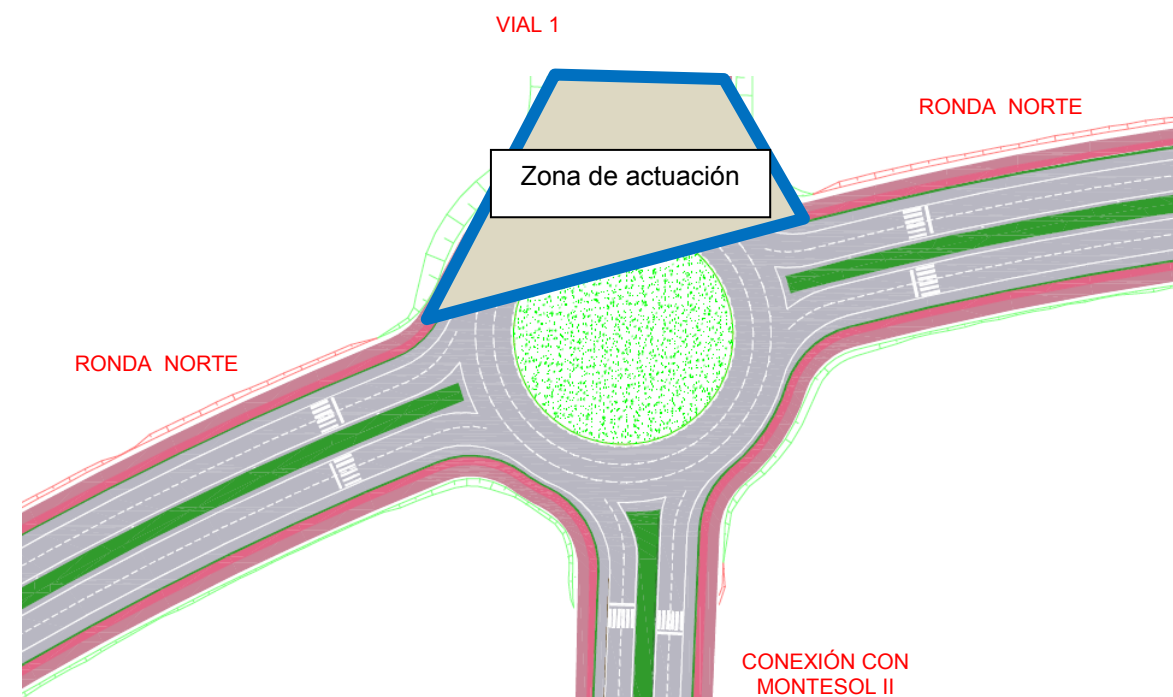 VIAL 1
RONDA NORTE
Zona de actuación
RONDA NORTE
CONEXIÓN CON
MONTESOL II